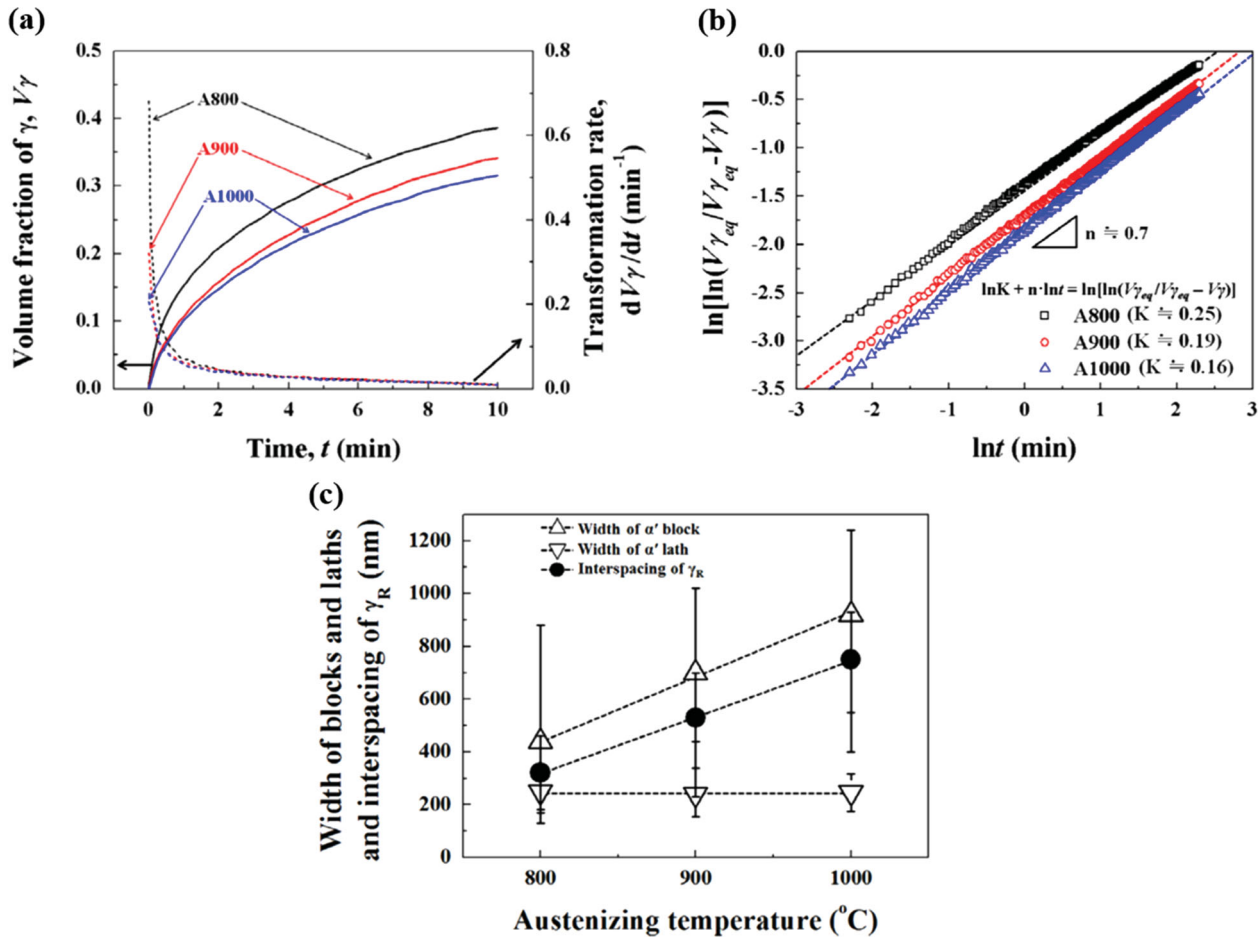 (a)
Volume fraction of γ, Vγ
0.5
0.4
0.3
0.2
0.1
0.0
A800
A900
A1000
0 2 4 6 8 10
Time, t (min)
0.8
0.6
0.4
0.2
0.0
Transformation rate,
dVγ/dt (min⁻¹)
(b)
ln[ln(Vγeq/Vγeq-Vγ)]
0.0
-0.5
-1.0
-1.5
-2.0
-2.5
-3.0
-3.5
n ≒ 0.7
lnK + n·lnt = ln[ln(Vγeq/Vγeq – Vγ)]
A800 (K ≒ 0.25)
A900 (K ≒ 0.19)
A1000 (K ≒ 0.16)
-3 -2 -1 0 1 2 3
lnt (min)
(c)
Width of blocks and laths
and interspacing of γR (nm)
1200
1000
800
600
400
200
0
Width of α′ block
Width of α′ lath
Interspacing of γR
800 900 1000
Austenizing temperature (°C)